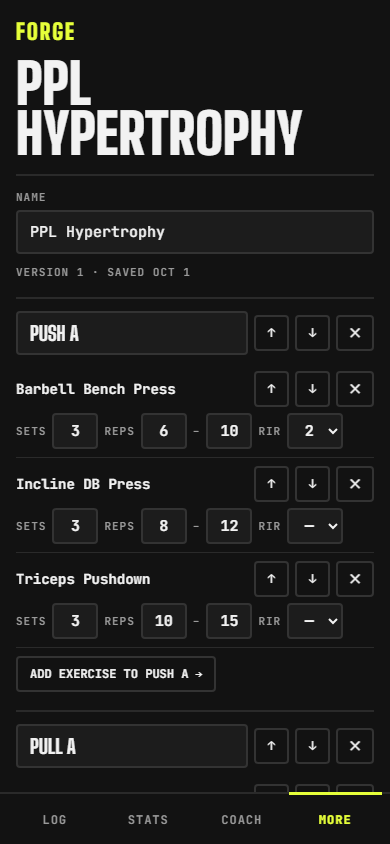 FORGE
PPL
HYPERTROPHY
NAME
PPL Hypertrophy
VERSION 1 · SAVED OCT 1
PUSH A ↑ ↓ ✕
Barbell Bench Press ↑ ↓ ✕
SETS 3 REPS 6 – 10 RIR 2
Incline DB Press ↑ ↓ ✕
SETS 3 REPS 8 – 12 RIR —
Triceps Pushdown ↑ ↓ ✕
SETS 3 REPS 10 – 15 RIR —
ADD EXERCISE TO PUSH A →
PULL A ↑ ↓ ✕
LOG STATS COACH MORE